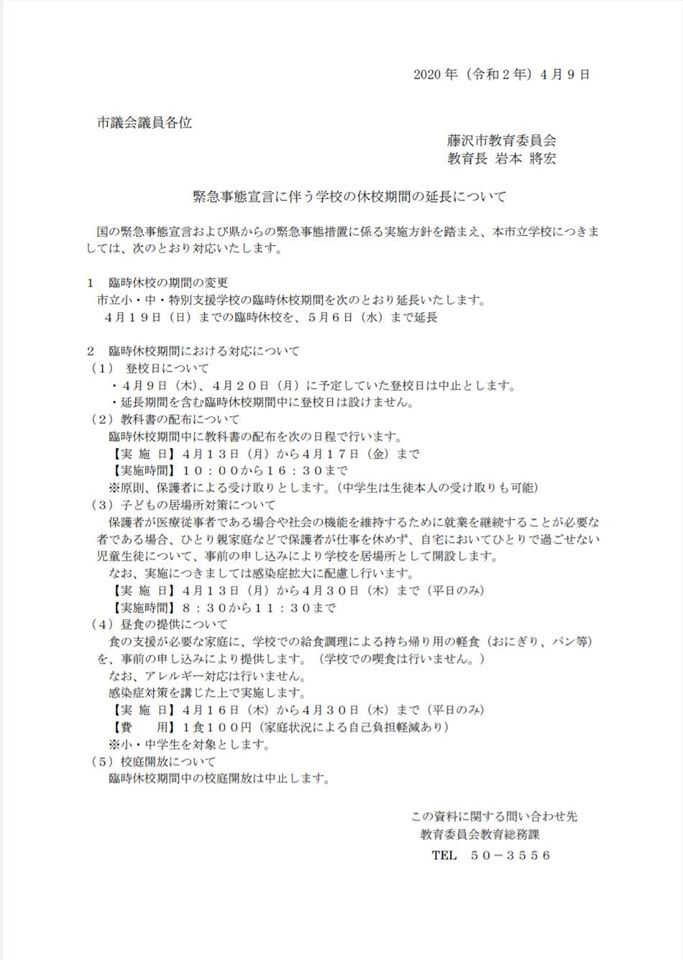 2020年（令和２年）４月９日
市議会議員各位
藤沢市教育委員会
教育長 岩本 將宏
緊急事態宣言に伴う学校の休校期間の延長について
国の緊急事態宣言および県からの緊急事態措置に係る実施方針を踏まえ、本市立学校につきま
しては、次のとおり対応いたします。
１　臨時休校の期間の変更
市立小・中・特別支援学校の臨時休校期間を次のとおり延長いたします。
４月１９日（日）までの臨時休校を、５月６日（水）まで延長
２　臨時休校期間における対応について
（１） 登校日について
・４月９日（木）、４月２０日（月）に予定していた登校日は中止とします。
・延長期間を含む臨時休校期間中に登校日は設けません。
（２）教科書の配布について
臨時休校期間中に教科書の配布を次の日程で行います。
【実 施 日】４月１３日（月）から４月１７日（金）まで
【実施時間】１０：００から１６：３０まで
※原則、保護者による受け取りとします。（中学生は生徒本人の受け取りも可能）
（３）子どもの居場所対策について
保護者が医療従事者である場合や社会の機能を維持するために就業を継続することが必要な
者である場合、ひとり親家庭などで保護者が仕事を休めず、自宅においてひとりで過ごせない
児童生徒について、事前の申し込みにより学校を居場所として開設します。
なお、実施につきましては感染症拡大に配慮し行います。
【実 施 日】４月１３日（月）から４月３０日（木）まで（平日のみ）
【実施時間】８：３０から１１：３０まで
（４）昼食の提供について
食の支援が必要な家庭に、学校での給食調理による持ち帰り用の軽食（おにぎり、パン等）
を、事前の申し込みにより提供します。（学校での喫食は行いません。）
なお、アレルギー対応は行いません。
感染症対策を講じた上で実施します。
【実 施 日】４月１６日（木）から４月３０日（木）まで（平日のみ）
【費　　用】１食１００円（家庭状況による自己負担軽減あり）
※小・中学生を対象とします。
（５）校庭開放について
臨時休校期間中の校庭開放は中止します。
この資料に関する問い合わせ先
教育委員会教育総務課
TEL　５０－３５５６